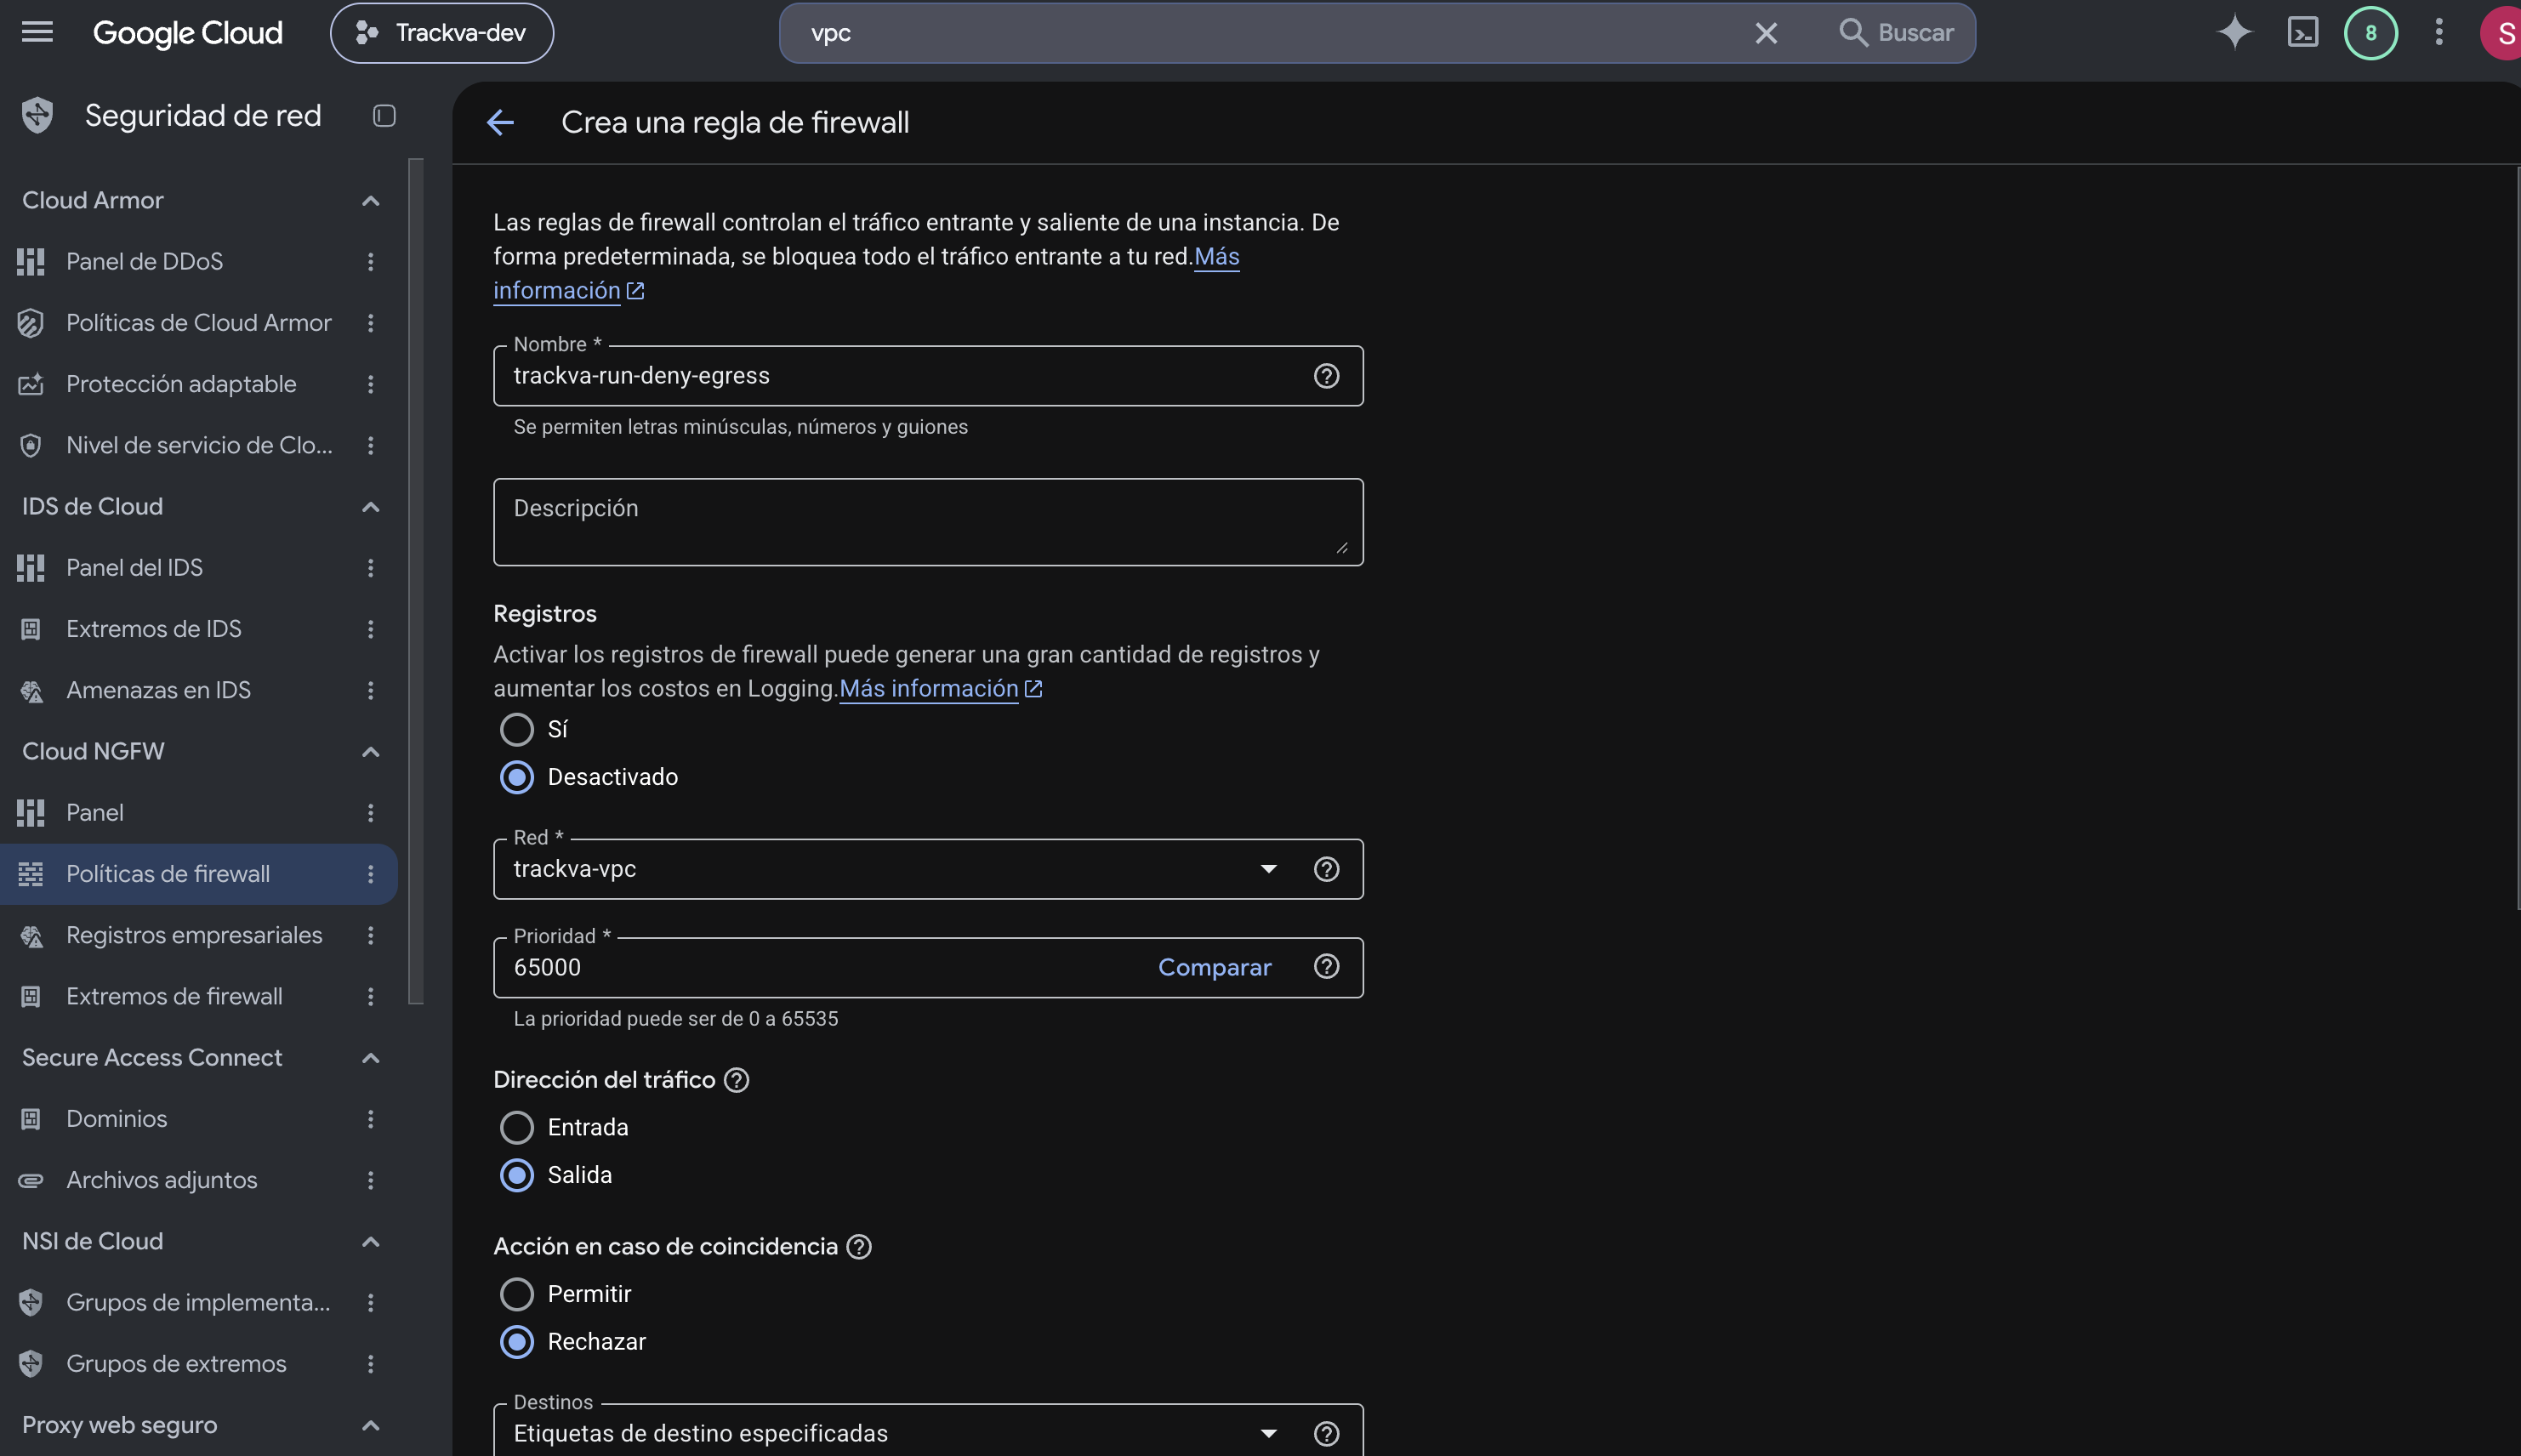 Google Cloud
Trackva-dev
vpc
Buscar
8
S
Seguridad de red
Cloud Armor
Panel de DDoS
Políticas de Cloud Armor
Protección adaptable
Nivel de servicio de Clo...
IDS de Cloud
Panel del IDS
Extremos de IDS
Amenazas en IDS
Cloud NGFW
Panel
Políticas de firewall
Registros empresariales
Extremos de firewall
Secure Access Connect
Dominios
Archivos adjuntos
NSI de Cloud
Grupos de implementa...
Grupos de extremos
Proxy web seguro
Crea una regla de firewall
Las reglas de firewall controlan el tráfico entrante y saliente de una instancia. De
forma predeterminada, se bloquea todo el tráfico entrante a tu red.Más
información
Nombre *
trackva-run-deny-egress
Se permiten letras minúsculas, números y guiones
Descripción
Registros
Activar los registros de firewall puede generar una gran cantidad de registros y
aumentar los costos en Logging.Más información
Sí
Desactivado
Red *
trackva-vpc
Prioridad *
65000
Comparar
La prioridad puede ser de 0 a 65535
Dirección del tráfico
Entrada
Salida
Acción en caso de coincidencia
Permitir
Rechazar
Destinos
Etiquetas de destino especificadas